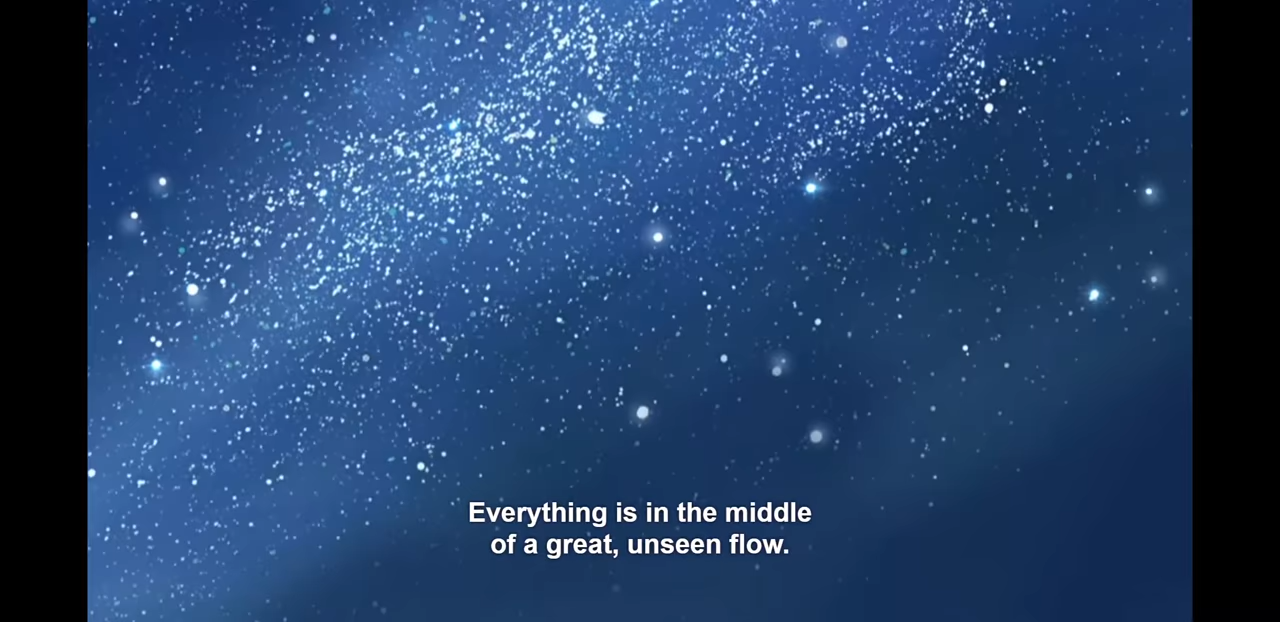 Everything is in the middle
of a great, unseen flow.